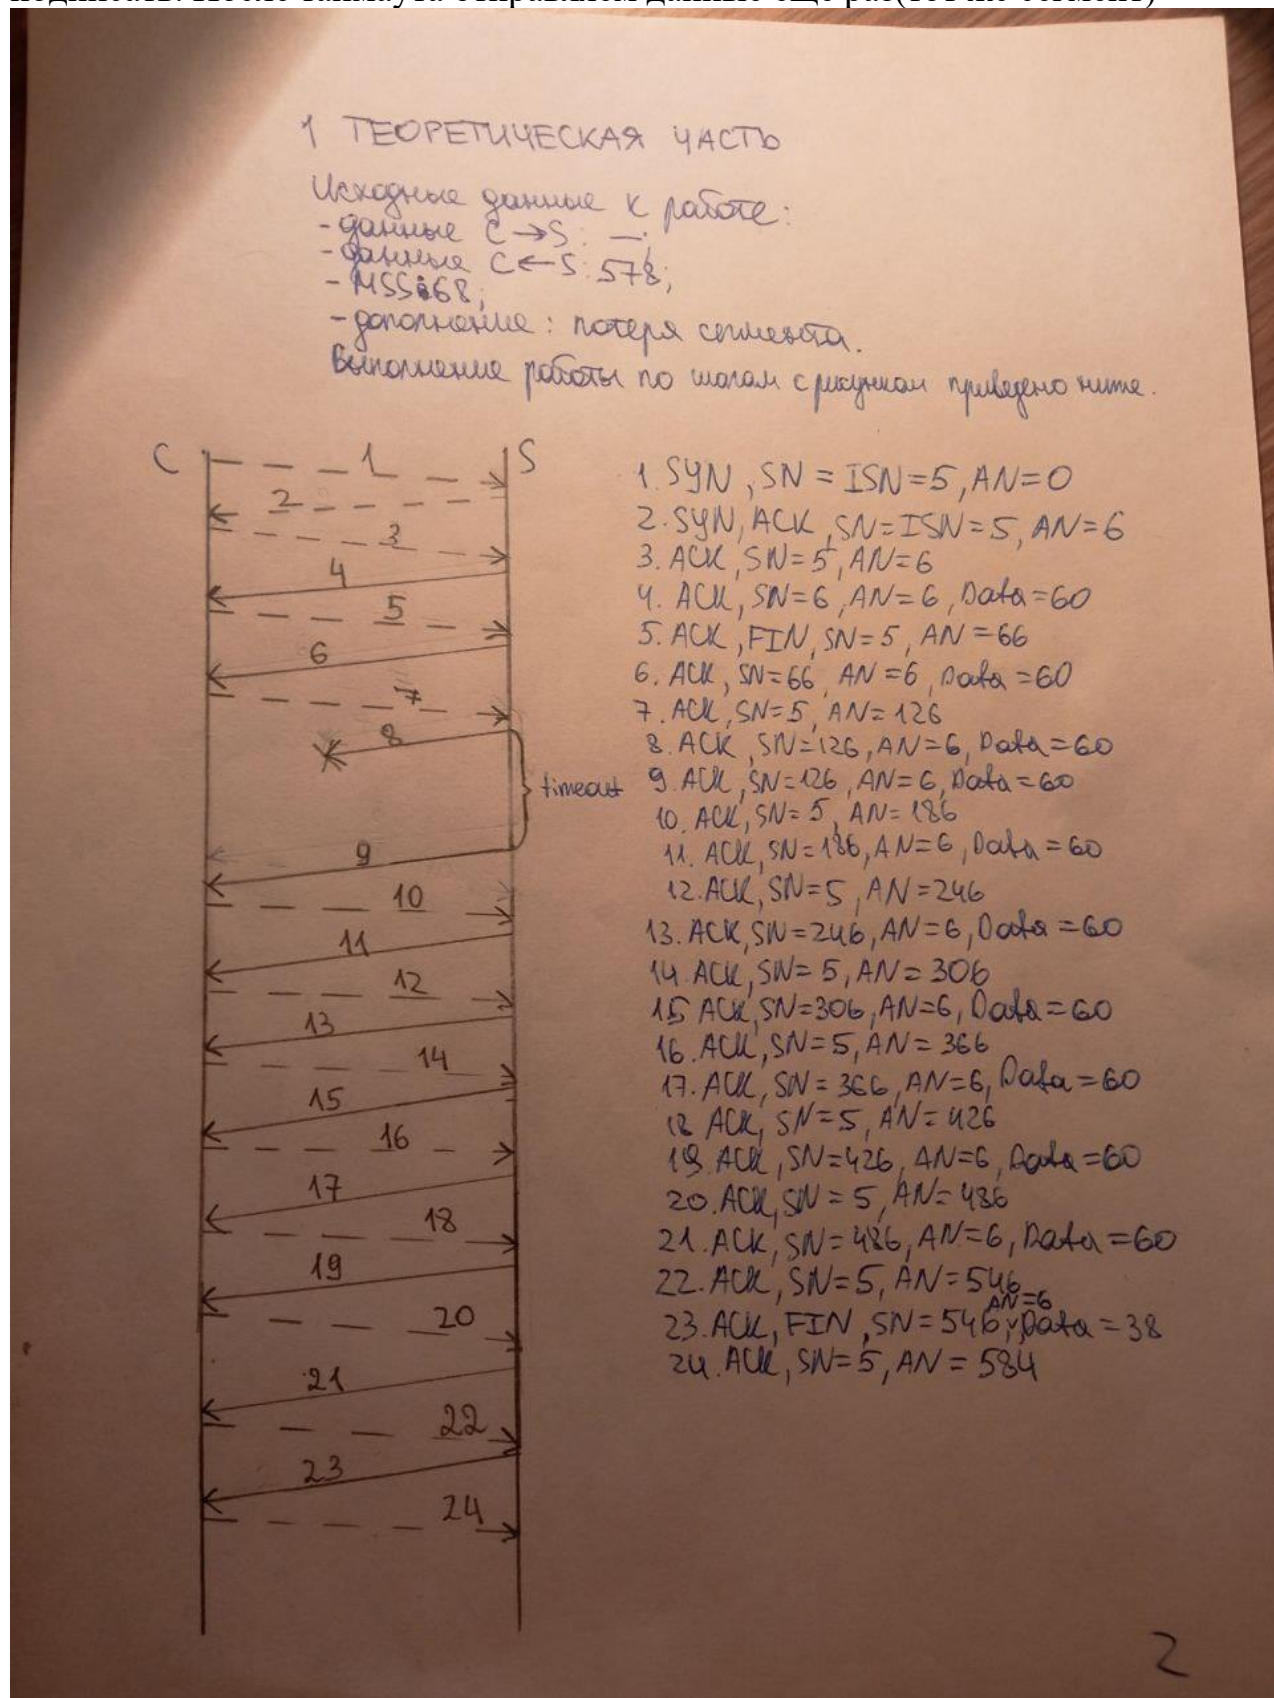 подписать. После таймаута отправляем данные еще раз(тот же сегмент)
1 ТЕОРЕТИЧЕСКАЯ ЧАСТЬ
Исходные данные к работе:
- данные C→S: —;
- данные C←S: 578;
- MSS: 68;
- дополнение: потеря сегмента.
Выполнение работы по шагам с рисунком приведено ниже.
C 1 S
2
3
4
5
6
7
8
timeout
9
10
11
12
13
14
15
16
17
18
19
20
21
22
23
24
1. SYN, SN = ISN=5, AN=0
2. SYN, ACK, SN=ISN=5, AN=6
3. ACK, SN=5, AN=6
4. ACK, SN=6, AN=6, Data=60
5. ACK, FIN, SN=5, AN=66
6. ACK, SN=66, AN=6, Data=60
7. ACK, SN=5, AN=126
8. ACK, SN=126, AN=6, Data=60
9. ACK, SN=126, AN=6, Data=60
10. ACK, SN=5, AN=186
11. ACK, SN=186, AN=6, Data=60
12. ACK, SN=5, AN=246
13. ACK, SN=246, AN=6, Data=60
14. ACK, SN=5, AN=306
15 ACK, SN=306, AN=6, Data=60
16. ACK, SN=5, AN=366
17. ACK, SN=366, AN=6, Data=60
18 ACK, SN=5, AN=426
19. ACK, SN=426, AN=6, Data=60
20. ACK, SN=5, AN=486
21. ACK, SN=486, AN=6, Data=60
22. ACK, SN=5, AN=546
23. ACK, FIN, SN=546, AN=6, Data=38
24. ACK, SN=5, AN=584
2